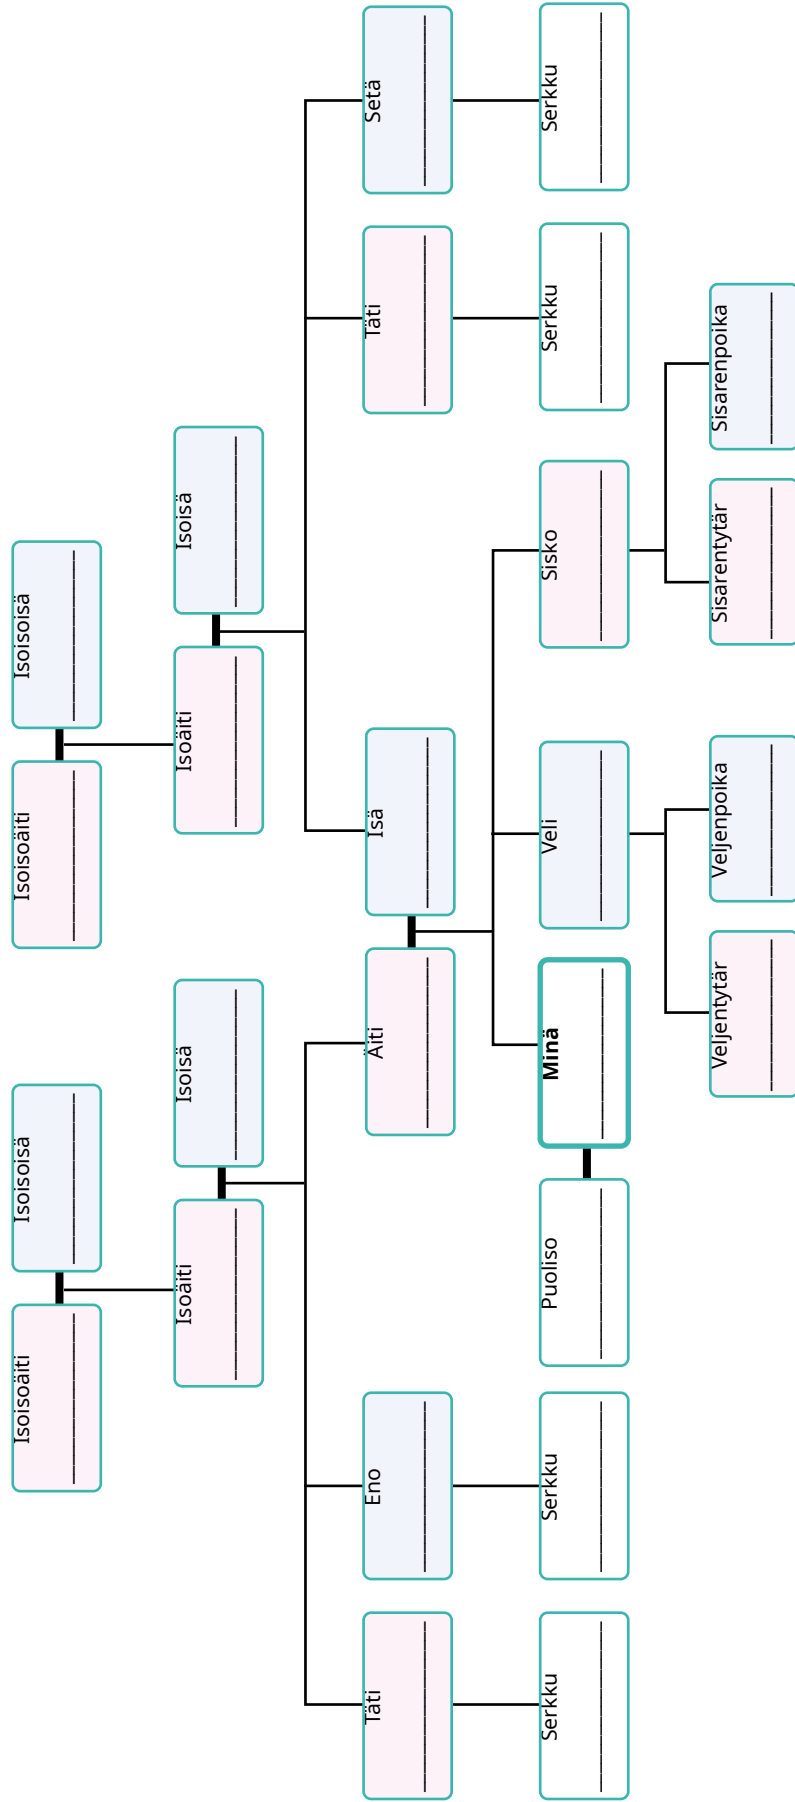 Isoisoäiti
Isoisoisä
Isoisoäiti
Isoisoisä
Isoäiti
Isoisä
Isoäiti
Isoisä
Täti
Eno
Äiti
Isä
Täti
Setä
Serkku
Serkku
Puoliso
Minä
Veli
Sisko
Serkku
Serkku
Veljentytär
Veljenpoika
Sisarentytär
Sisarenpoika